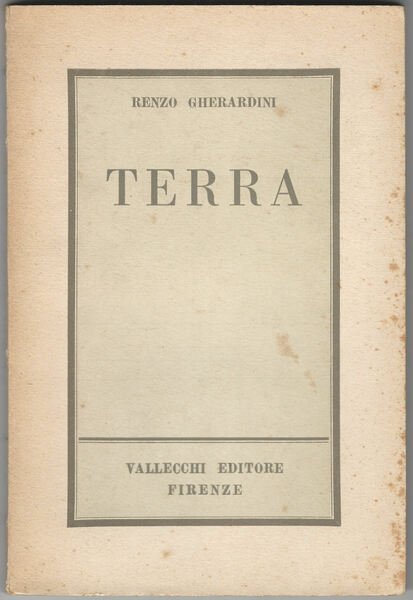 RENZO GHERARDINI
TERRA
VALLECCHI EDITORE
FIRENZE